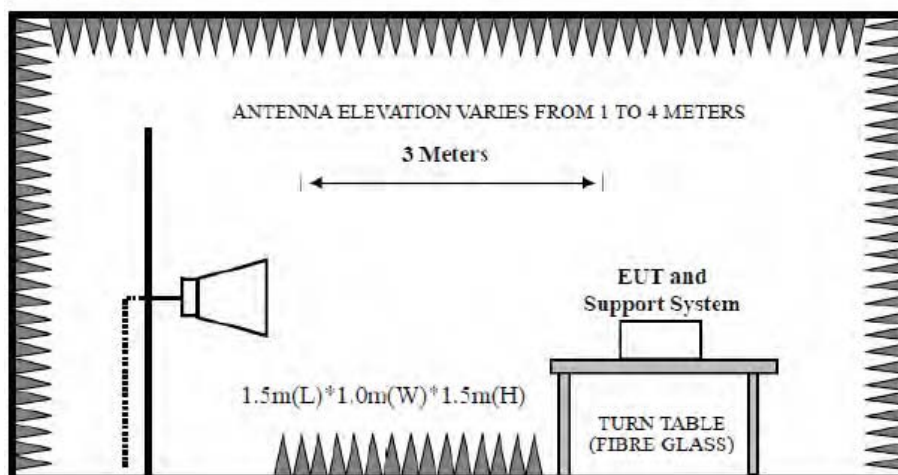 ANTENNA ELEVATION VARIES FROM 1 TO 4 METERS
3 Meters
EUT and
Support System
1.5m(L)*1.0m(W)*1.5m(H)
TURN TABLE
(FIBRE GLASS)